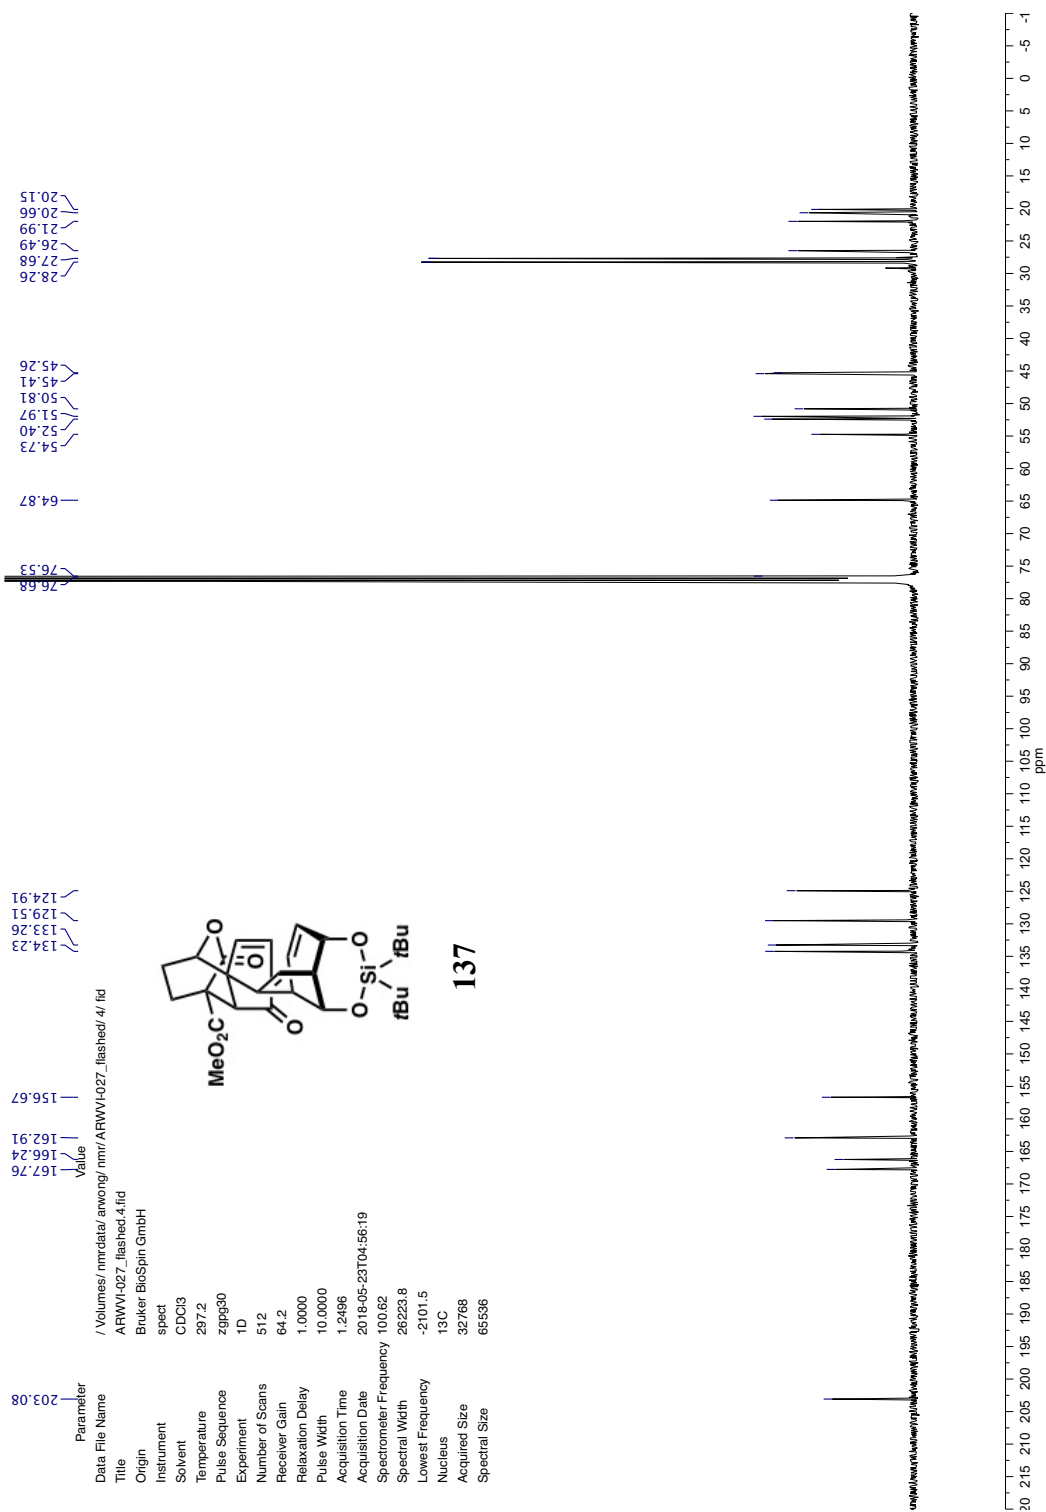 203.08
167.76
166.24
162.91
156.67
134.23
133.26
129.51
124.91
76.68
76.53
64.87
54.73
52.40
51.97
50.81
45.41
45.26
28.26
27.68
26.49
21.99
20.66
20.15
Parameter Value
Data File Name / Volumes/ nmrdata/ arwong/ nmr/ ARWVI-027_flashed/ 4/ fid
Title ARWVI-027_flashed.4.fid
Origin Bruker BioSpin GmbH
Instrument spect
Solvent CDCl3
Temperature 297.2
Pulse Sequence zgpg30
Experiment 1D
Number of Scans 512
Receiver Gain 64.2
Relaxation Delay 1.0000
Pulse Width 10.0000
Acquisition Time 1.2496
Acquisition Date 2018-05-23T04:56:19
Spectrometer Frequency 100.62
Spectral Width 26223.8
Lowest Frequency -2101.5
Nucleus 13C
Acquired Size 32768
Spectral Size 65536
O
O
MeO2C
O
O O
Si
tBu tBu
137
20 215 210 205 200 195 190 185 180 175 170 165 160 155 150 145 140 135 130 125 120 115 110 105 100 95 90 85 80 75 70 65 60 55 50 45 40 35 30 25 20 15 10 5 0 -5 -1
ppm